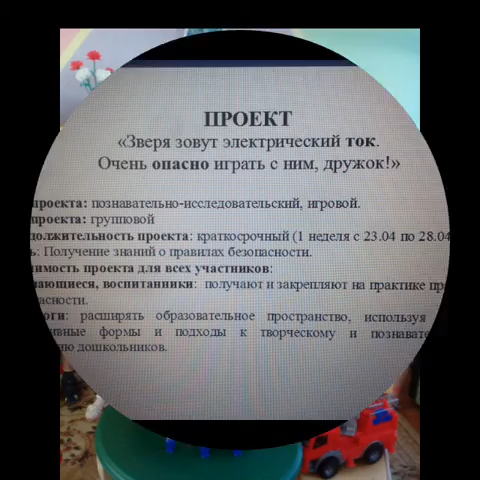 ПРОЕКТ
«Зверя зовут электрический ток.
Очень опасно играть с ним, дружок!»
проекта: познавательно-исследовательский, игровой.
проекта: групповой
должительность проекта: краткосрочный (1 неделя с 23.04 по 28.04
ь: Получение знаний о правилах безопасности.
имость проекта для всех участников:
ающиеся, воспитанники: получают и закрепляют на практике пр
асности.
оги: расширять образовательное пространство, используя
ивные формы и подходы к творческому и познавате
ию дошкольников.